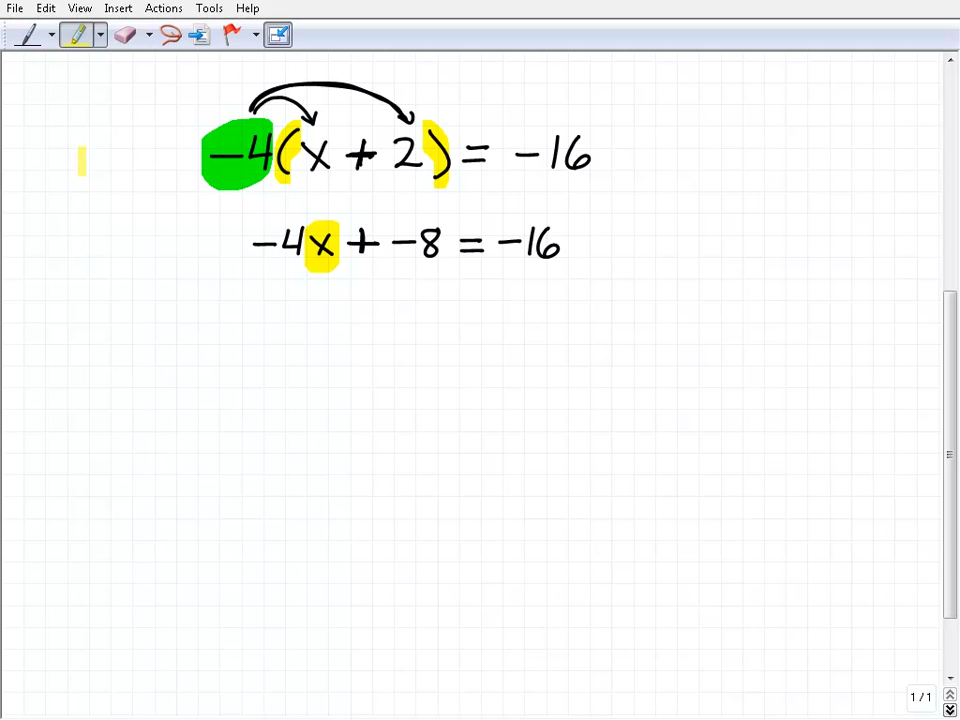 File Edit View Insert Actions Tools Help
−4(x + 2) = −16
−4x + −8 = −16
1 / 1